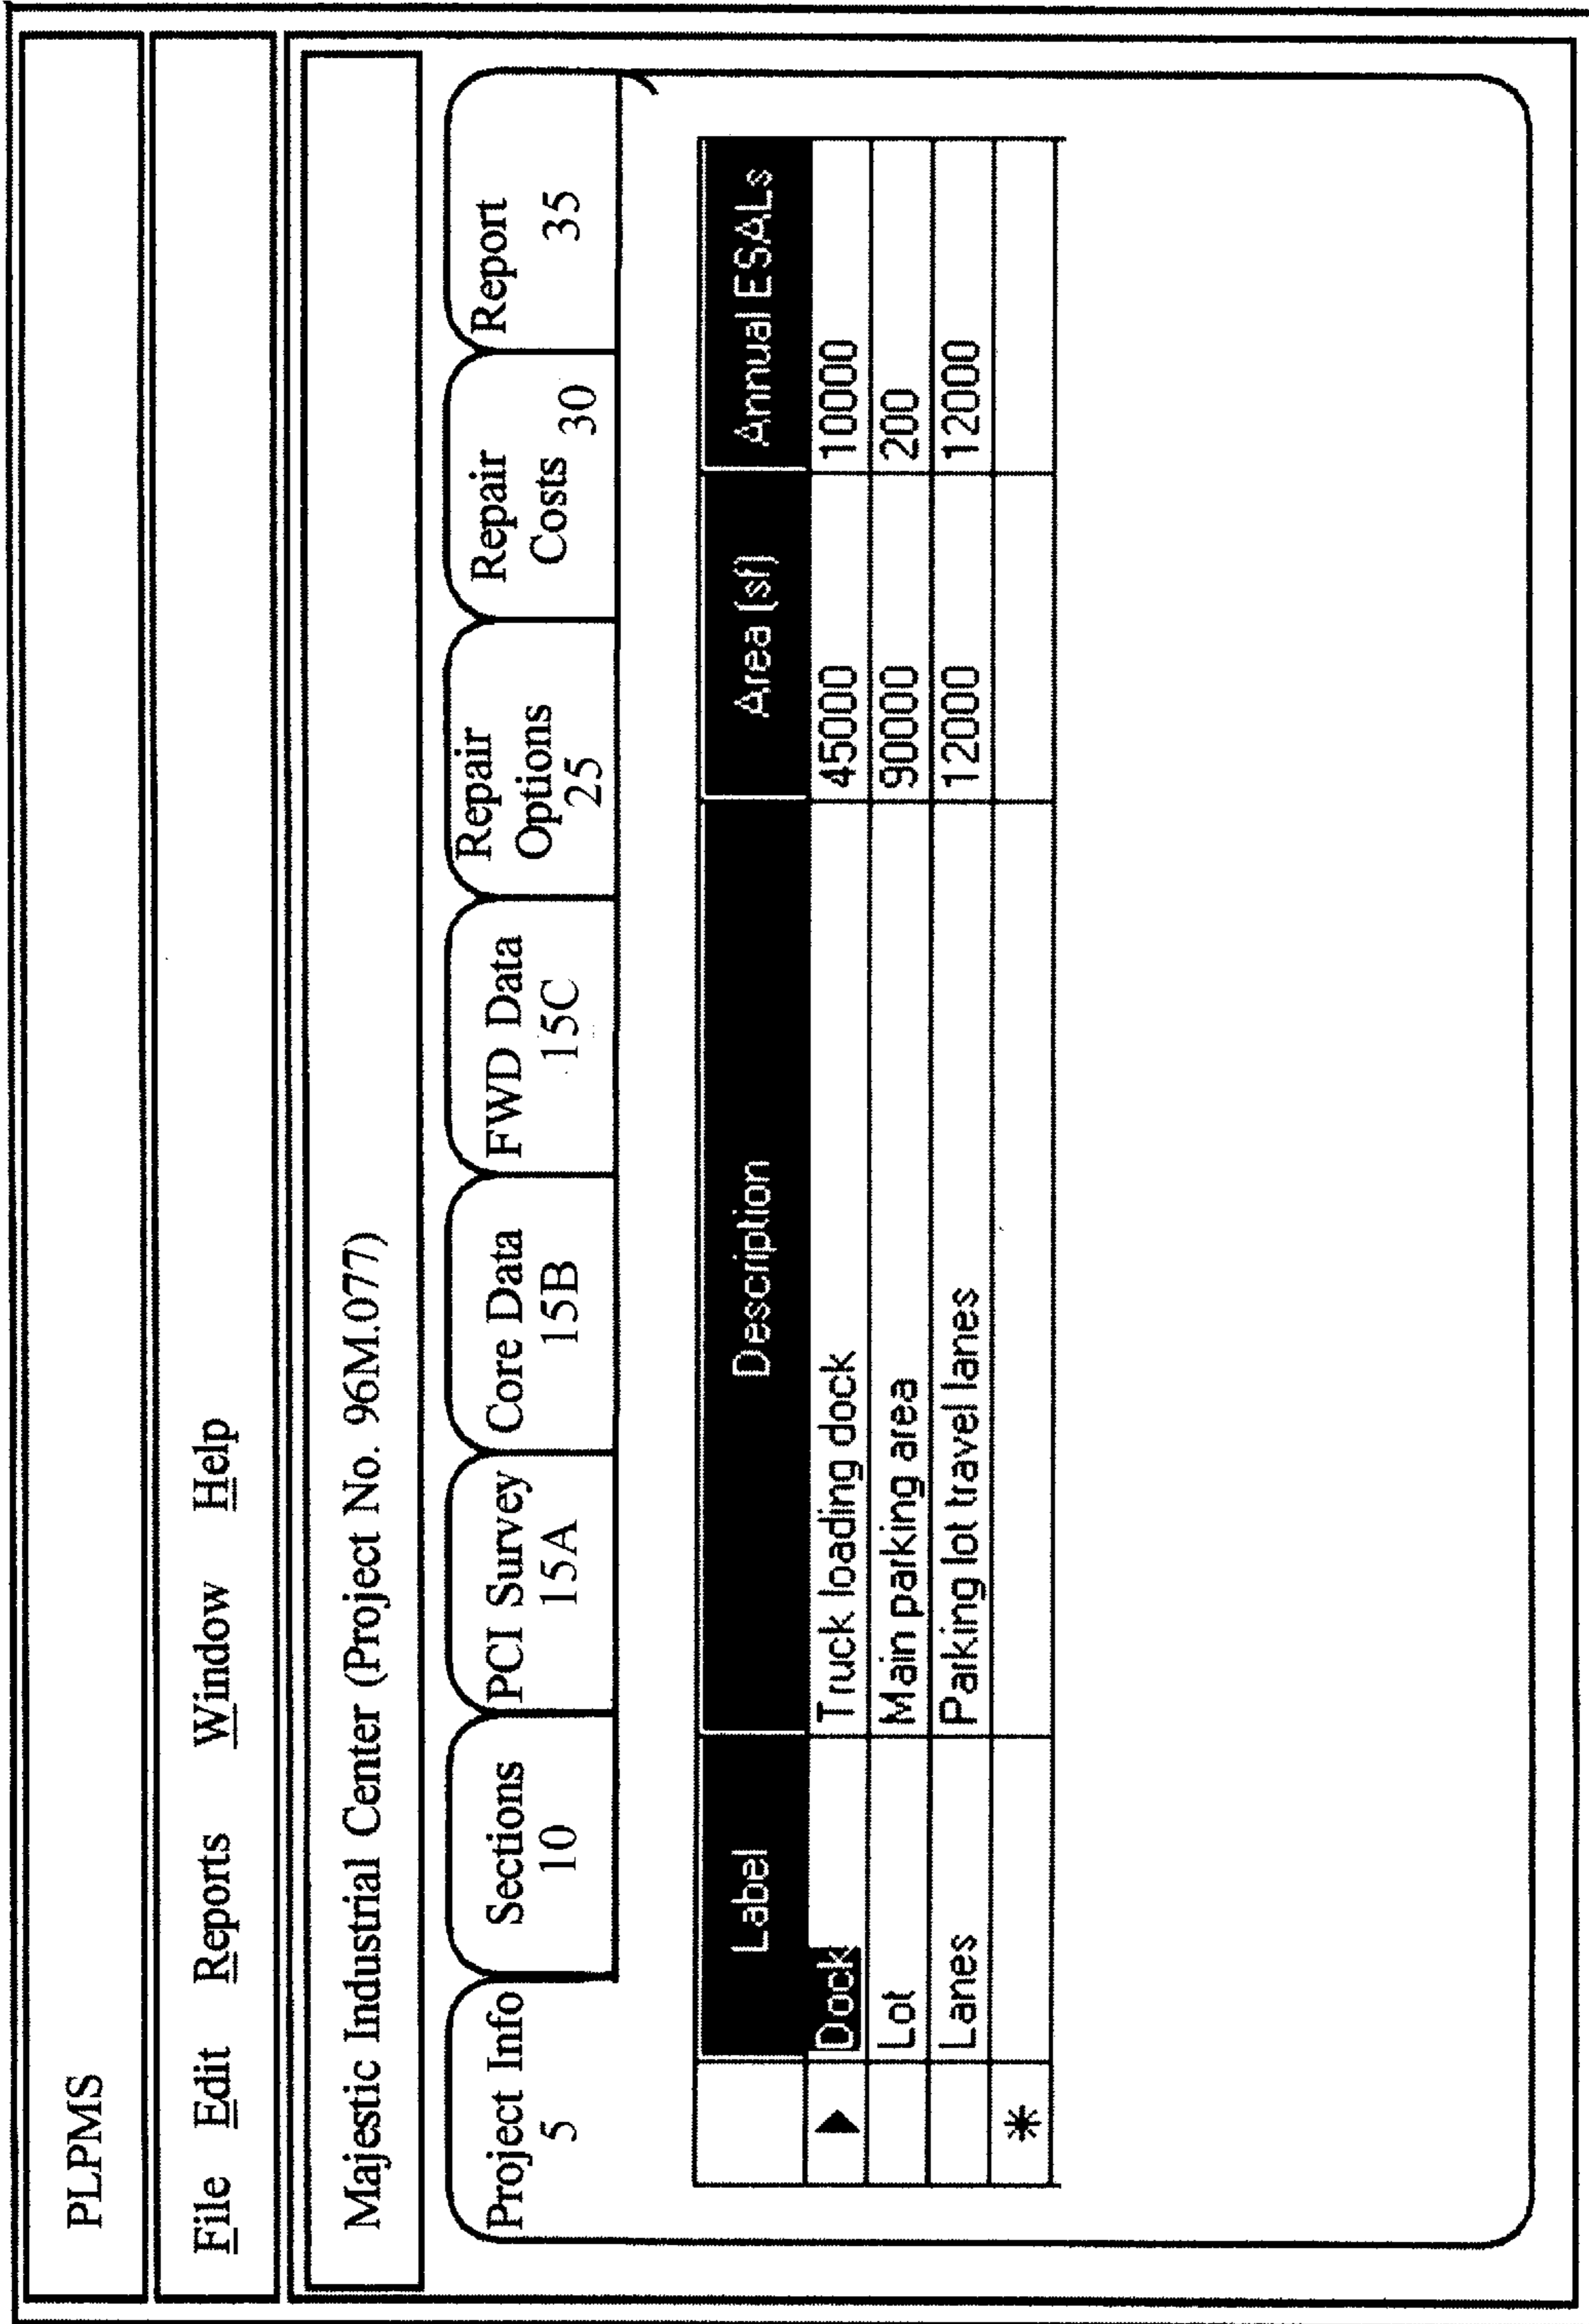 PLPMS
File Edit Reports Window Help
Majestic Industrial Center (Project No. 96M.077)
Project Info 5
Sections 10
PCI Survey 15A
Core Data 15B
FWD Data 15C
Repair Options 25
Repair Costs 30
Report 35
Label Description Area (sf) Annual ESALs
Dock Truck loading dock 45000 10000
Lot Main parking area 90000 200
Lanes Parking lot travel lanes 12000 12000
*